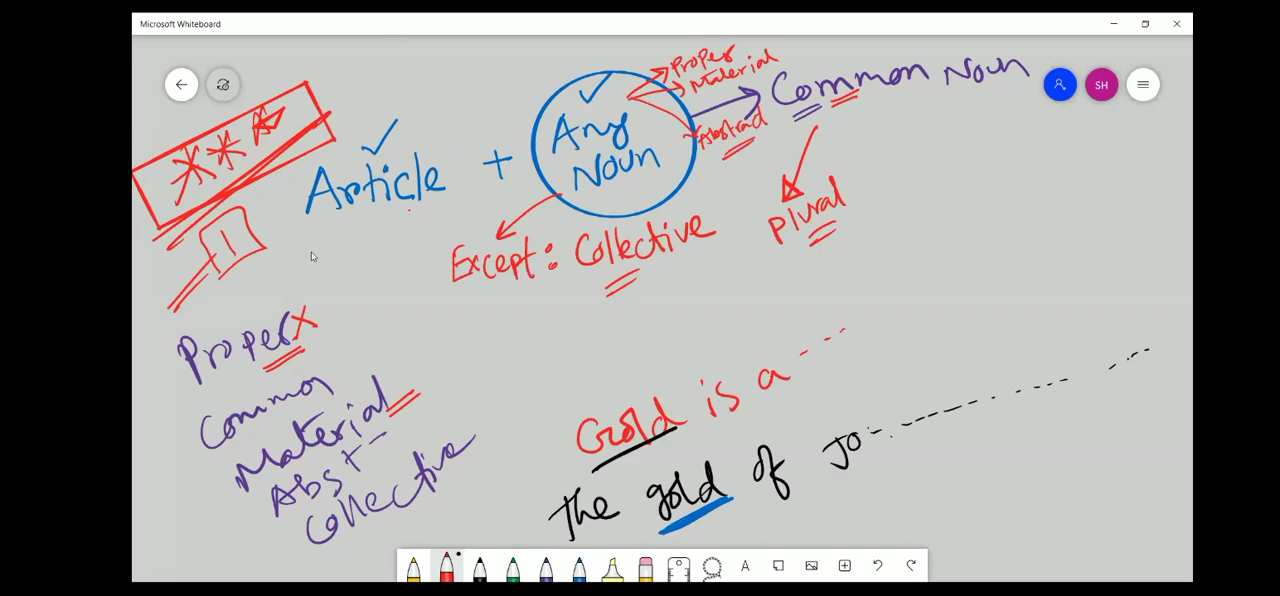 Microsoft Whiteboard
SH
***
Article + Any Noun
Proper
Material
Abstract
Common Noun
Plural
Except: Collective
Proper x
Common
Material
Abst
Collective
Gold is a ...
The gold of Jo
A